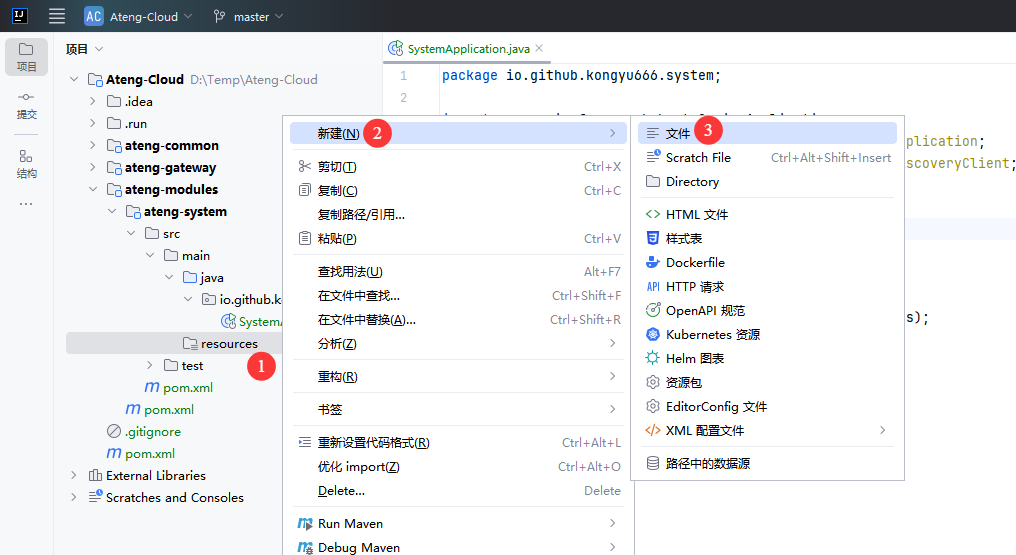 AC Ateng-Cloud master
项目
提交
结构
项目
Ateng-Cloud D:\Temp\Ateng-Cloud
.idea
.run
ateng-common
ateng-gateway
ateng-modules
ateng-system
src
main
java
io.github.k
SystemA
resources
1
test
pom.xml
pom.xml
.gitignore
pom.xml
External Libraries
Scratches and Consoles
SystemApplication.java
1 package io.github.kongyu666.system;
2
plication;
scoveryClient;
s);
新建(N) 2
剪切(T) Ctrl+X
复制(C) Ctrl+C
复制路径/引用...
粘贴(P) Ctrl+V
查找用法(U) Alt+F7
在文件中查找... Ctrl+Shift+F
在文件中替换(A)... Ctrl+Shift+R
分析(Z)
重构(R)
书签
重新设置代码格式(R) Ctrl+Alt+L
优化 import(Z) Ctrl+Alt+O
Delete... Delete
Run Maven
Debug Maven
文件 3
Scratch File Ctrl+Alt+Shift+Insert
Directory
HTML 文件
样式表
Dockerfile
API HTTP 请求
OpenAPI 规范
Kubernetes 资源
Helm 图表
资源包
EditorConfig 文件
XML 配置文件
路径中的数据源